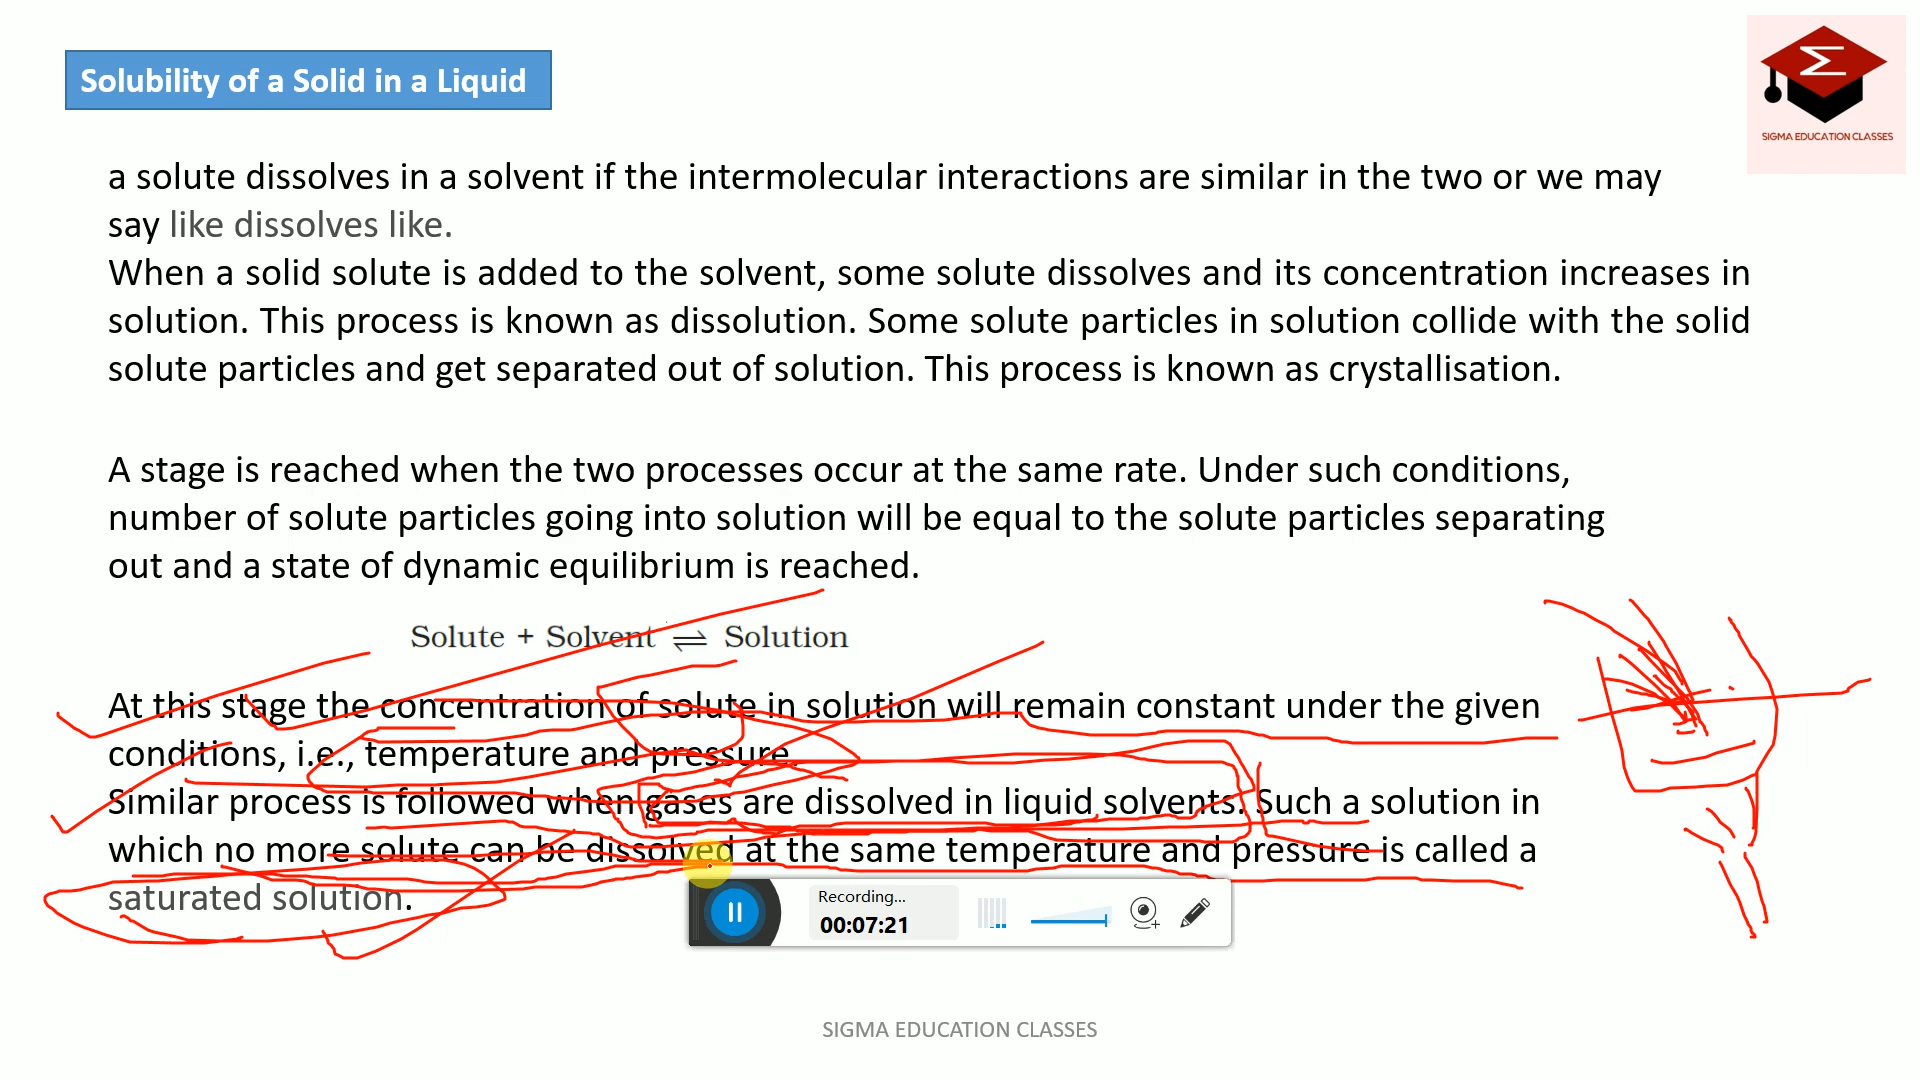 Solubility of a Solid in a Liquid
Σ
SIGMA EDUCATION CLASSES
a solute dissolves in a solvent if the intermolecular interactions are similar in the two or we may
say like dissolves like.
When a solid solute is added to the solvent, some solute dissolves and its concentration increases in
solution. This process is known as dissolution. Some solute particles in solution collide with the solid
solute particles and get separated out of solution. This process is known as crystallisation.
A stage is reached when the two processes occur at the same rate. Under such conditions,
number of solute particles going into solution will be equal to the solute particles separating
out and a state of dynamic equilibrium is reached.
Solute + Solvent ⇌ Solution
At this stage the concentration of solute in solution will remain constant under the given
conditions, i.e., temperature and pressure.
Similar process is followed when gases are dissolved in liquid solvents. Such a solution in
which no more solute can be dissolved at the same temperature and pressure is called a
saturated solution.
Recording...
00:07:21
SIGMA EDUCATION CLASSES